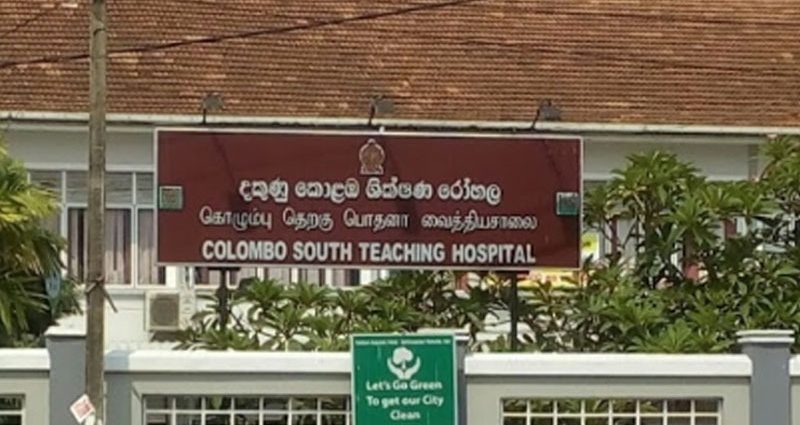 දකුණු කොළඹ ශික්ෂණ රෝහල
கொழும்பு தெற்கு போதனா வைத்தியசாலை
COLOMBO SOUTH TEACHING HOSPITAL
Let's Go Green
To get our City
Clean